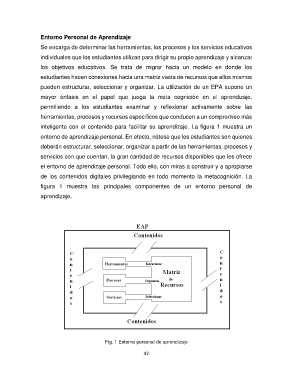 Entorno Personal de Aprendizaje
Se encarga de determinar las herramientas, los procesos y los servicios educativos
individuales que los estudiantes utilizan para dirigir su propio aprendizaje y alcanzar
los objetivos educativos. Se trata de migrar hacia un modelo en donde los
estudiantes hacen conexiones hacia una matriz vasta de recursos que ellos mismos
pueden estructurar, seleccionar y organizar. La utilización de un EPA supone un
mayor énfasis en el papel que juega la meta cognición en el aprendizaje,
permitiendo a los estudiantes examinar y reflexionar activamente sobre las
herramientas, procesos y recursos específicos que conducen a un compromiso más
inteligente con el contenido para facilitar su aprendizaje. La figura 1 muestra un
entorno de aprendizaje personal. En efecto, nótese que los estudiantes son quienes
deberán estructurar, seleccionar, organizar a partir de las herramientas, procesos y
servicios con que cuentan, la gran cantidad de recursos disponibles que les ofrece
el entorno de aprendizaje personal. Todo ello, con miras a construir y a apropiarse
de los contenidos digitales privilegiando en todo momento la metacognición. La
figura 1 muestra las principales componentes de un entorno personal de
aprendizaje.
EAP
Contenidos
Contenidos
Herramientas
Estructurar
Procesos
Organizar
Servicios
Seleccionar
Matriz
de
Recursos
Contenidos
Contenidos
Fig. 1 Entorno personal de aprendizaje
42